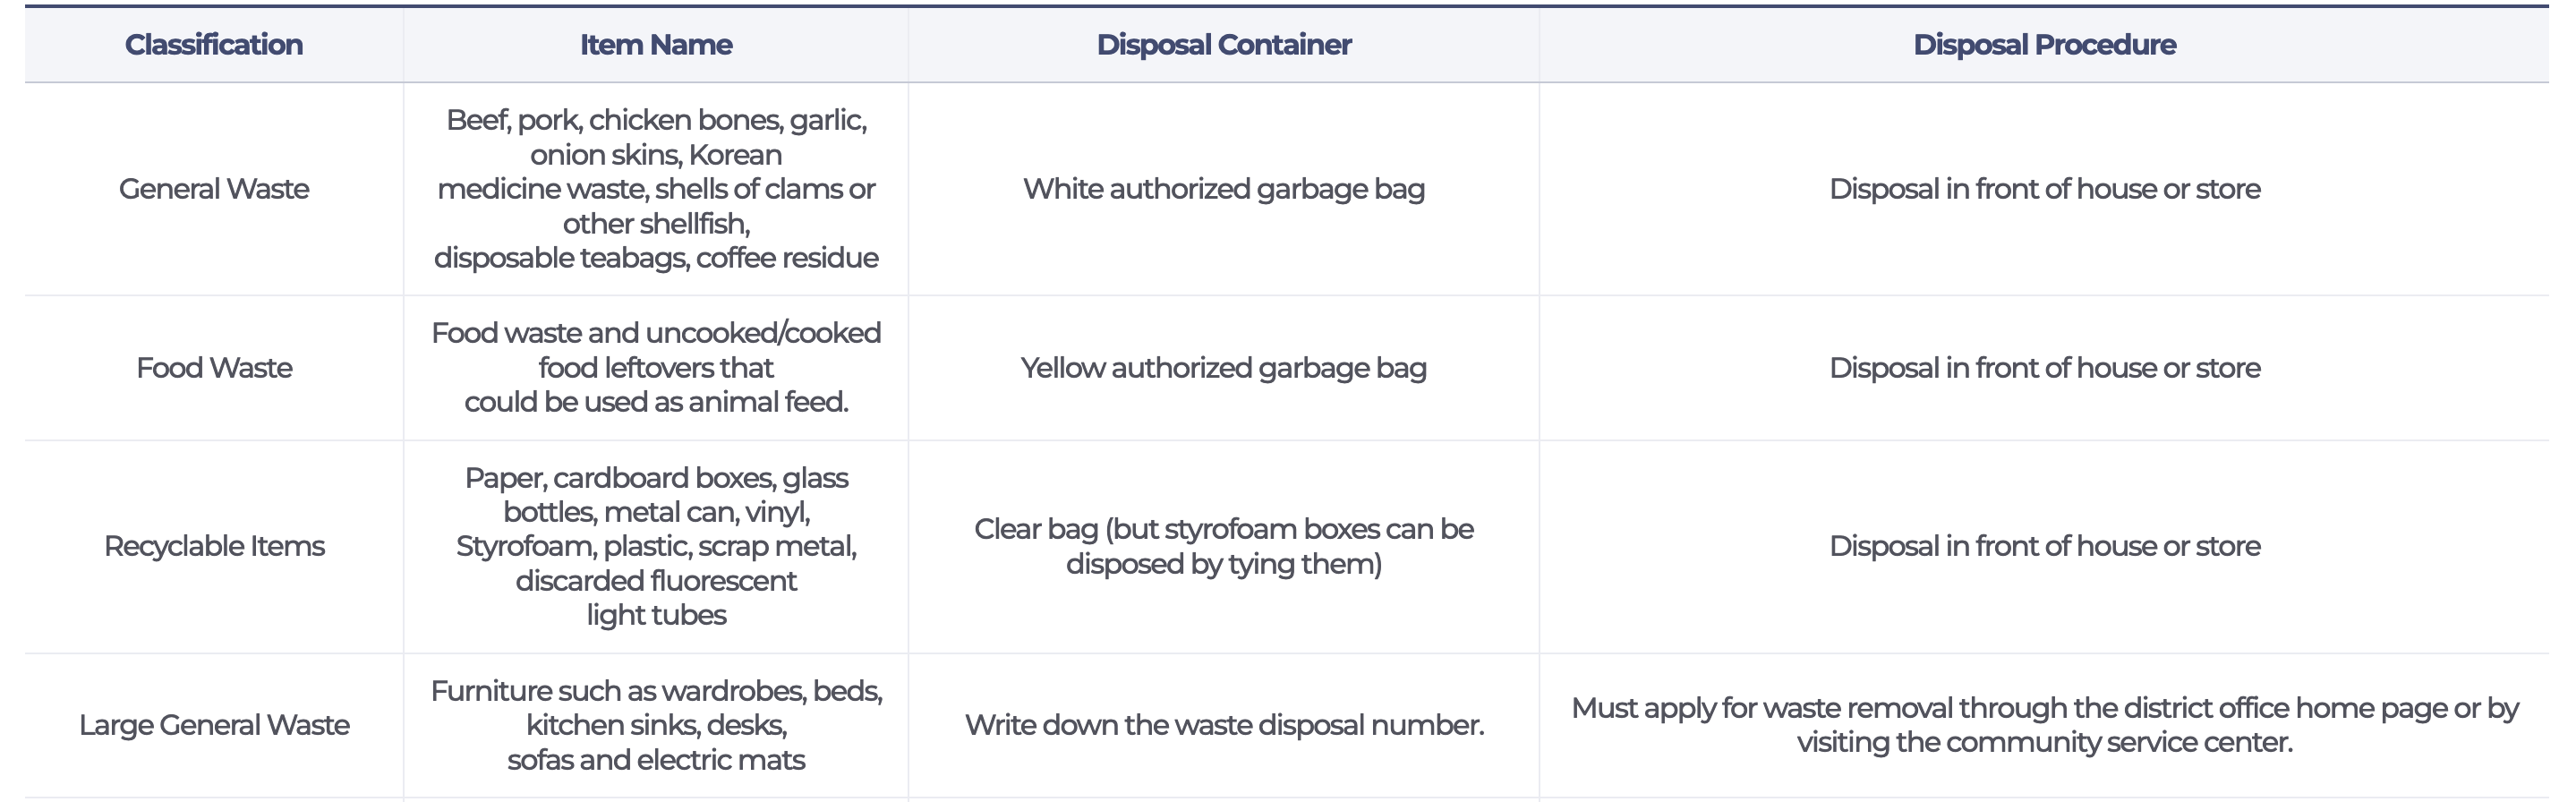 Classification
Item Name
Disposal Container
Disposal Procedure
General Waste
Beef, pork, chicken bones, garlic,
onion skins, Korean
medicine waste, shells of clams or
other shellfish,
disposable teabags, coffee residue
White authorized garbage bag
Disposal in front of house or store
Food Waste
Food waste and uncooked/cooked
food leftovers that
could be used as animal feed.
Yellow authorized garbage bag
Disposal in front of house or store
Recyclable Items
Paper, cardboard boxes, glass
bottles, metal can, vinyl,
Styrofoam, plastic, scrap metal,
discarded fluorescent
light tubes
Clear bag (but styrofoam boxes can be
disposed by tying them)
Disposal in front of house or store
Large General Waste
Furniture such as wardrobes, beds,
kitchen sinks, desks,
sofas and electric mats
Write down the waste disposal number.
Must apply for waste removal through the district office home page or by
visiting the community service center.